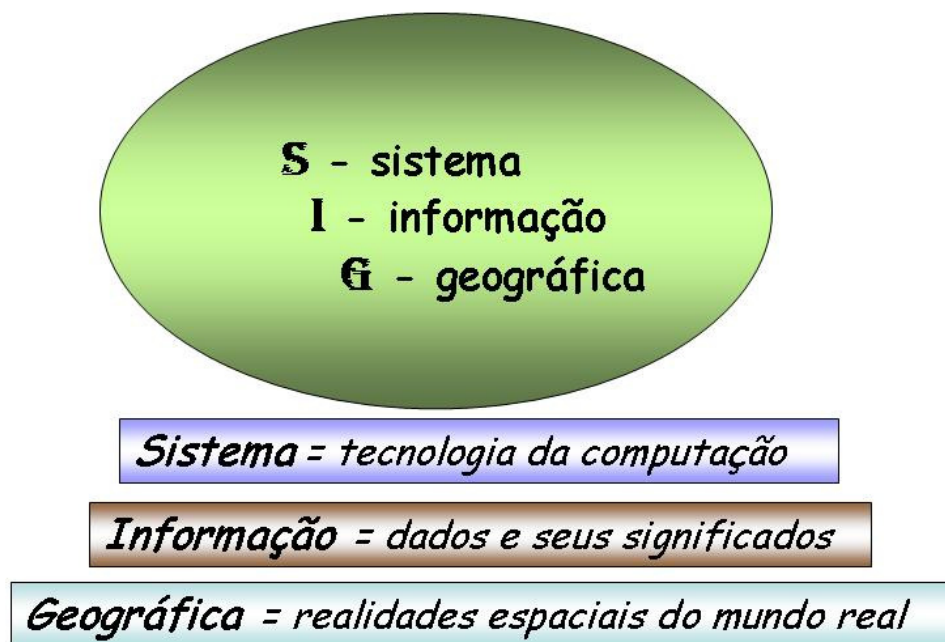 S - sistema
I - informação
G - geográfica
Sistema = tecnologia da computação
Informação = dados e seus significados
Geográfica = realidades espaciais do mundo real